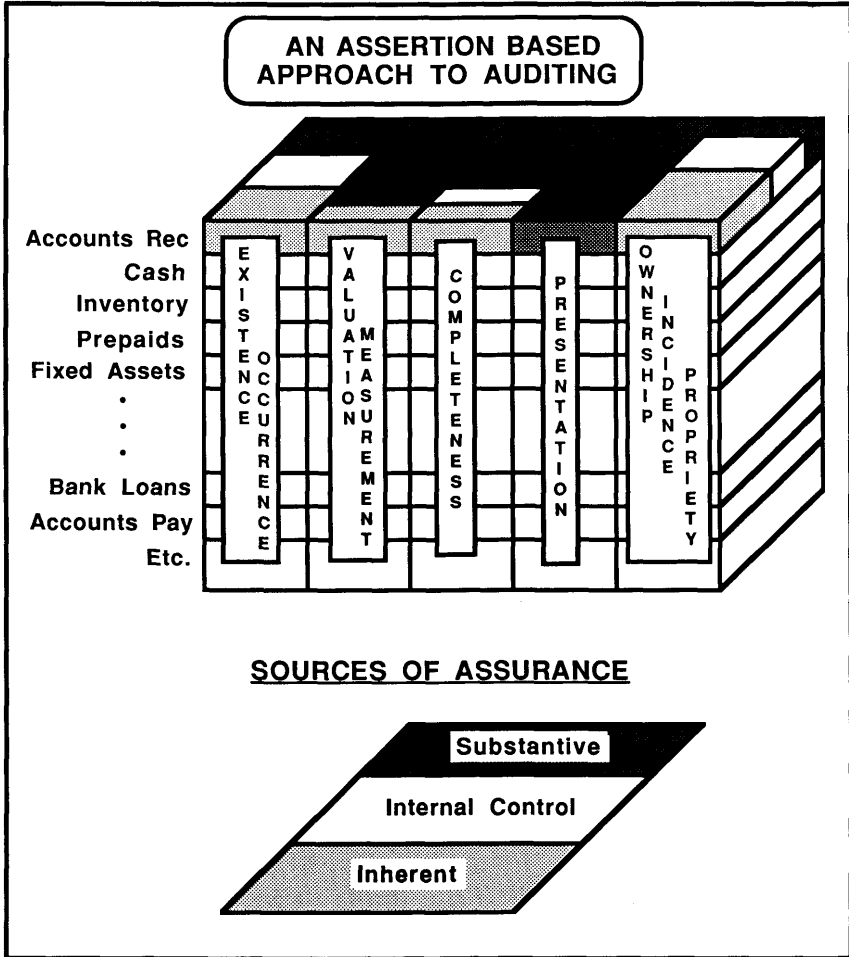 AN ASSERTION BASED
APPROACH TO AUDITING
Accounts Rec
Cash
Inventory
Prepaids
Fixed Assets
Bank Loans
Accounts Pay
Etc.
EXISTENCE
OCCURRENCE
VALUATION
MEASUREMENT
COMPLETENESS
PRESENTATION
OWNERSHIP
INCIDENCE
PROPRIETY
SOURCES OF ASSURANCE
Substantive
Internal Control
Inherent